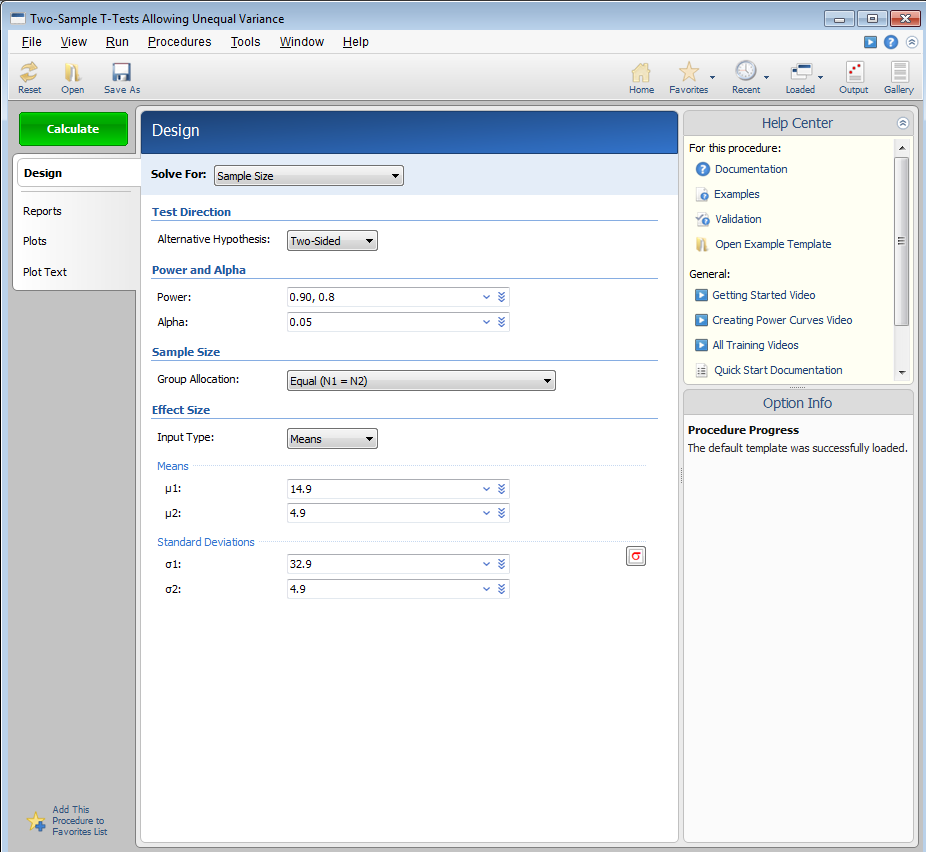 Two-Sample T-Tests Allowing Unequal Variance
File View Run Procedures Tools Window Help
Reset Open Save As Home Favorites Recent Loaded Output Gallery
Calculate
Design
Reports
Plots
Plot Text
Add This
Procedure to
Favorites List
Design
Solve For: Sample Size
Test Direction
Alternative Hypothesis: Two-Sided
Power and Alpha
Power: 0.90, 0.8
Alpha: 0.05
Sample Size
Group Allocation: Equal (N1 = N2)
Effect Size
Input Type: Means
Means
μ1: 14.9
μ2: 4.9
Standard Deviations
σ
σ1: 32.9
σ2: 4.9
Help Center
For this procedure:
Documentation
Examples
Validation
Open Example Template
General:
Getting Started Video
Creating Power Curves Video
All Training Videos
Quick Start Documentation
Option Info
Procedure Progress
The default template was successfully loaded.